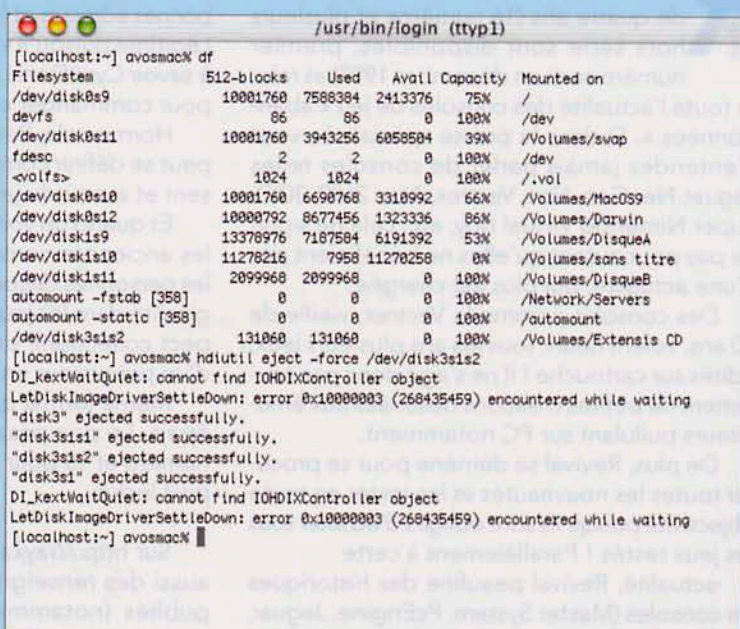 /usr/bin/login (ttyp1)
[localhost:~] avosmac% df
Filesystem 512-blocks Used Avail Capacity Mounted on
/dev/disk0s9 10001760 7588384 2413376 75% /
devfs 86 86 0 100% /dev
/dev/disk0s11 10001760 3943256 6058504 39% /Volumes/swap
fdesc 2 2 0 100% /dev
<volfs> 1024 1024 0 100% /.vol
/dev/disk0s10 10001760 6690768 3310992 66% /Volumes/MacOS9
/dev/disk0s12 10000792 8677456 1323336 86% /Volumes/Darwin
/dev/disk1s9 13378976 7187584 6191392 53% /Volumes/DisqueA
/dev/disk1s10 11278216 7958 11270258 0% /Volumes/sans titre
/dev/disk1s11 2099968 2099968 0 100% /Volumes/DisqueB
automount -fstab [358] 0 0 0 100% /Network/Servers
automount -static [358] 0 0 0 100% /automount
/dev/disk3s1s2 131060 131060 0 100% /Volumes/Extensis CD
[localhost:~] avosmac% hdiutil eject -force /dev/disk3s1s2
DI_kextWaitQuiet: cannot find IOHDIXController object
LetDiskImageDriverSettleDown: error 0x10000003 (268435459) encountered while waiting
"disk3" ejected successfully.
"disk3s1s1" ejected successfully.
"disk3s1s2" ejected successfully.
"disk3s1" ejected successfully.
DI_kextWaitQuiet: cannot find IOHDIXController object
LetDiskImageDriverSettleDown: error 0x10000003 (268435459) encountered while waiting
[localhost:~] avosmac%